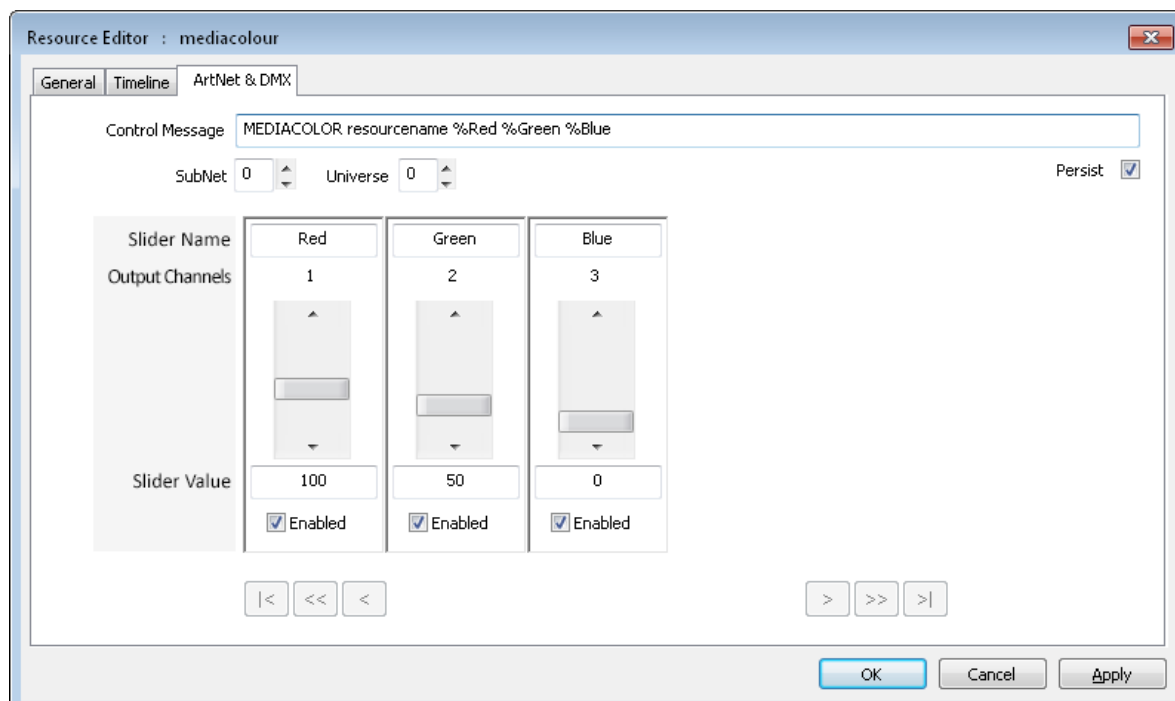 Resource Editor : mediacolour
General Timeline ArtNet & DMX
Control Message MEDIACOLOR resourcename %Red %Green %Blue
SubNet 0 Universe 0 Persist
Slider Name Red Green Blue
Output Channels 1 2 3
Slider Value 100 50 0
Enabled Enabled Enabled
|< << < > >> >|
OK Cancel Apply